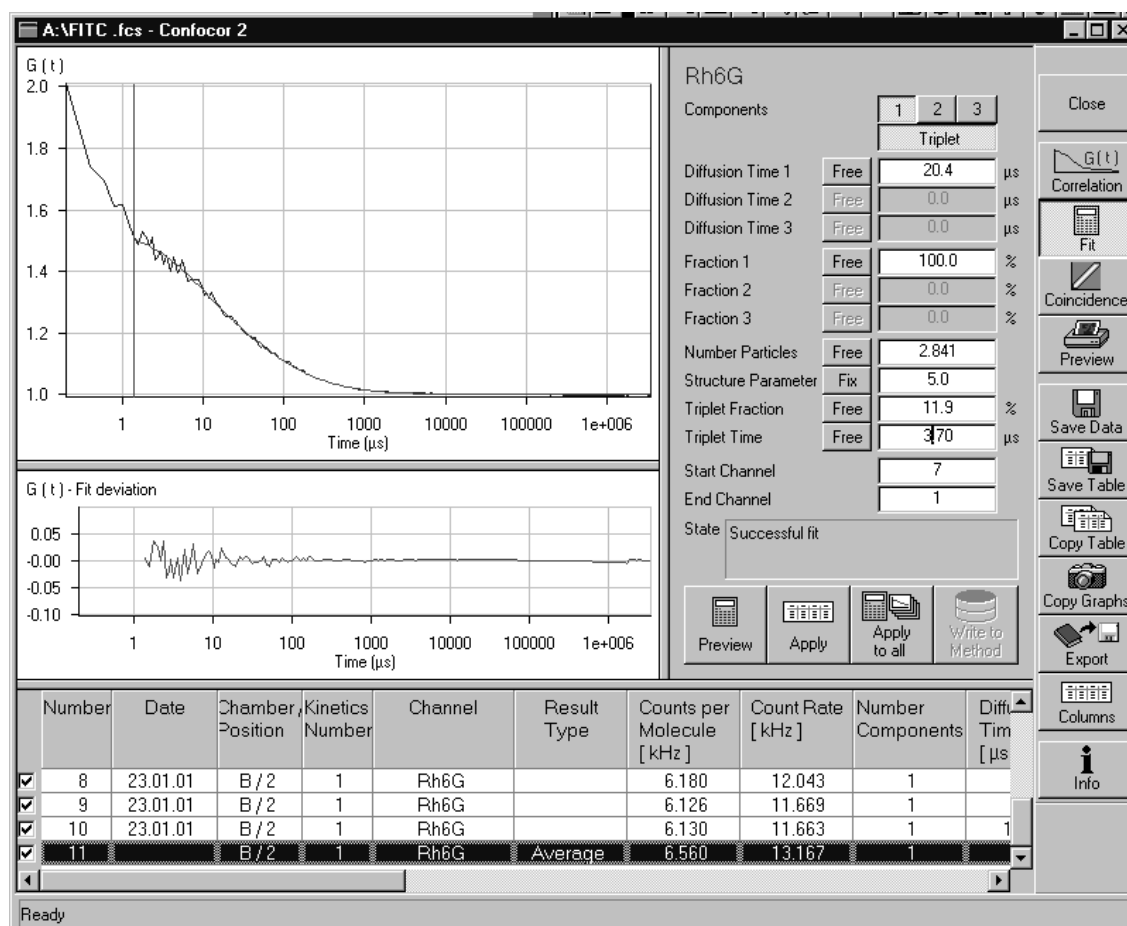 A:\FITC .fcs - Confocor 2
G ( t )
2.0
1.8
1.6
1.4
1.2
1.0
1 10 100 1000 10000 100000 1e+006
Time (µs)
G ( t ) - Fit deviation
0.05
-0.00
-0.05
-0.10
1 10 100 1000 10000 100000 1e+006
Time (µs)
Rh6G
Components 1 2 3
Triplet
Diffusion Time 1 Free 20.4 µs
Diffusion Time 2 Free 0.0 µs
Diffusion Time 3 Free 0.0 µs
Fraction 1 Free 100.0 %
Fraction 2 Free 0.0 %
Fraction 3 Free 0.0 %
Number Particles Free 2.841
Structure Parameter Fix 5.0
Triplet Fraction Free 11.9 %
Triplet Time Free 3.70 µs
Start Channel 7
End Channel 1
State Successful fit
Preview
Apply
Apply
to all
Write to
Method
Close
G(t)
Correlation
Fit
Coincidence
Preview
Save Data
Save Table
Copy Table
Copy Graphs
Export
Columns
Info
Number Date Chamber / Kinetics Channel Result Counts per Count Rate Number Diffu
Position Number Type Molecule [ kHz ] Components Tim
[ kHz ] [ µs
8 23.01.01 B / 2 1 Rh6G 6.180 12.043 1
9 23.01.01 B / 2 1 Rh6G 6.126 11.669 1
10 23.01.01 B / 2 1 Rh6G 6.130 11.663 1 1
11 B / 2 1 Rh6G Average 6.560 13.167 1
Ready